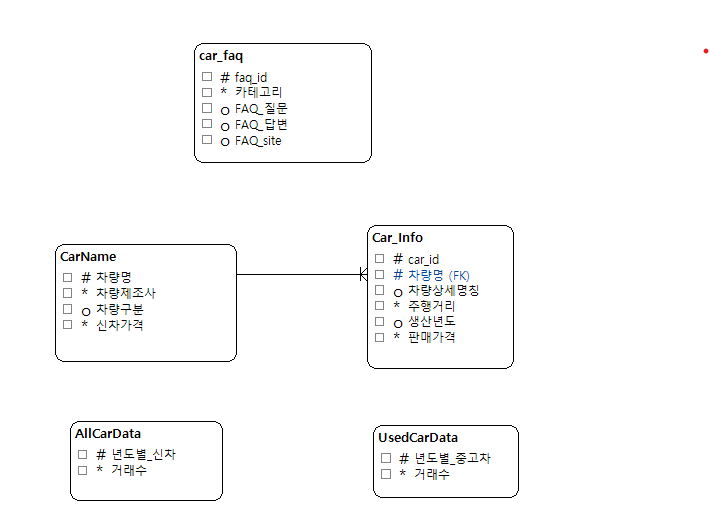 car_faq
# faq_id
* 카테고리
o FAQ_질문
o FAQ_답변
o FAQ_site
CarName
# 차량명
* 차량제조사
o 차량구분
* 신차가격
Car_Info
# car_id
# 차량명 (FK)
o 차량상세명칭
* 주행거리
o 생산년도
* 판매가격
AllCarData
# 년도별_신차
* 거래수
UsedCarData
# 년도별_중고차
* 거래수